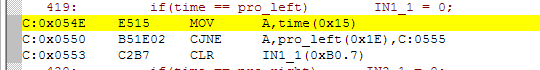 419:         if(time == pro_left)        IN1_1 = 0;
C:0x054E    E515     MOV      A,time(0x15)
C:0x0550    B51E02   CJNE     A,pro_left(0x1E),C:0555
C:0x0553    C2B7     CLR      IN1_1(0xB0.7)